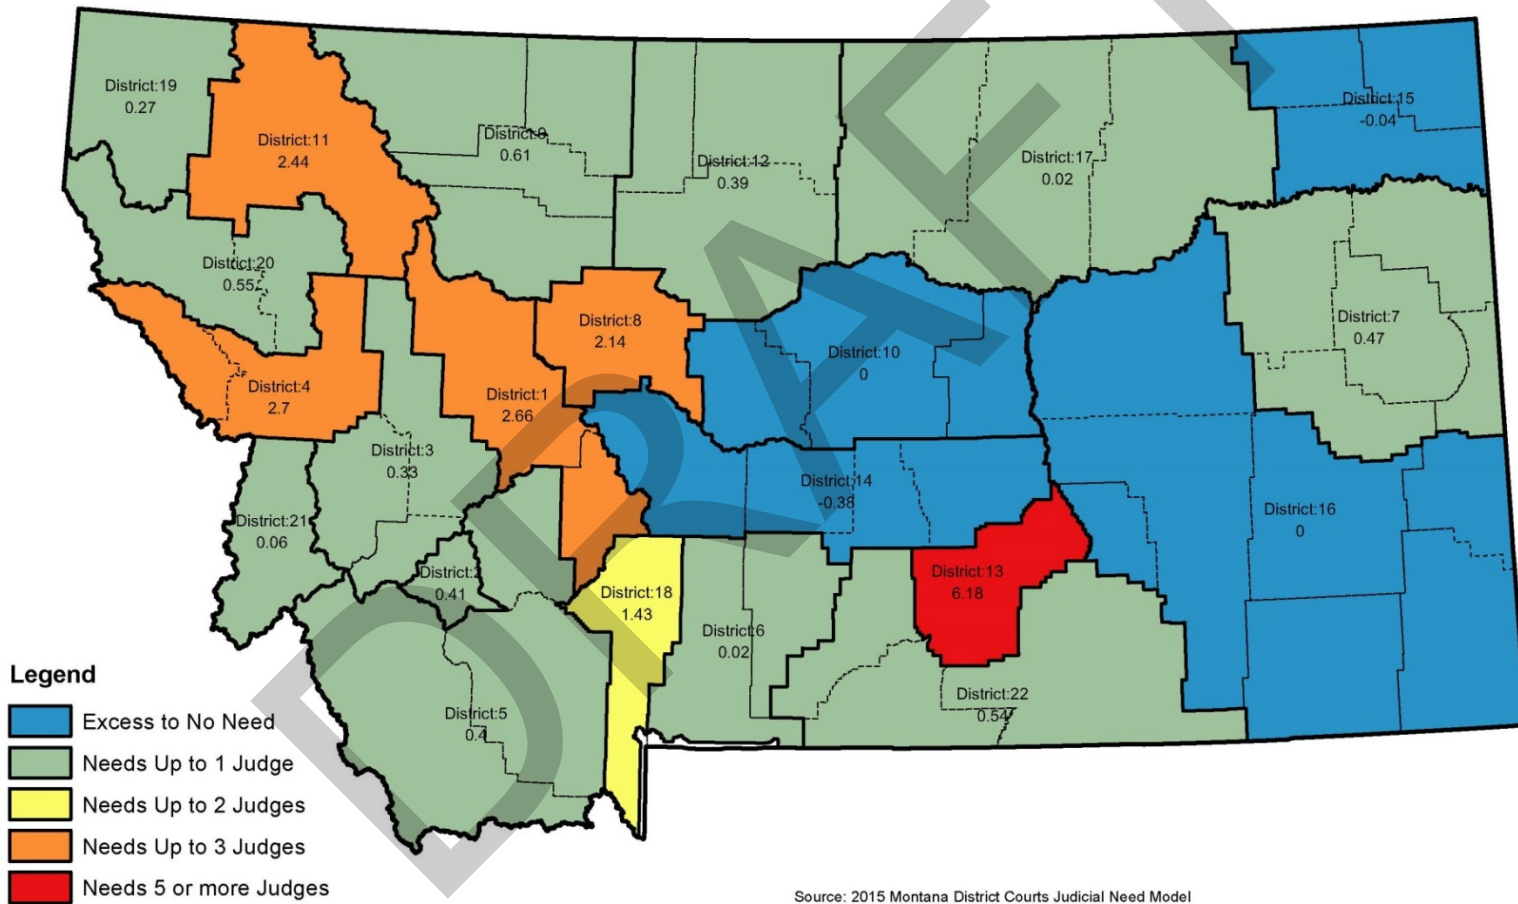 District:19
0.27
District:11
2.44
District:9
0.61
District:12
0.39
District:17
0.02
District:15
-0.04
District:20
0.55
District:8
2.14
District:10
0
District:7
0.47
District:4
2.7
District:1
2.66
District:3
0.33
District:14
-0.38
District:16
0
District:21
0.06
District:2
0.41
District:18
1.43
District:13
6.18
District:6
0.02
District:5
0.4
District:22
0.54
DRAFT
Legend
Excess to No Need
Needs Up to 1 Judge
Needs Up to 2 Judges
Needs Up to 3 Judges
Needs 5 or more Judges
Source: 2015 Montana District Courts Judicial Need Model